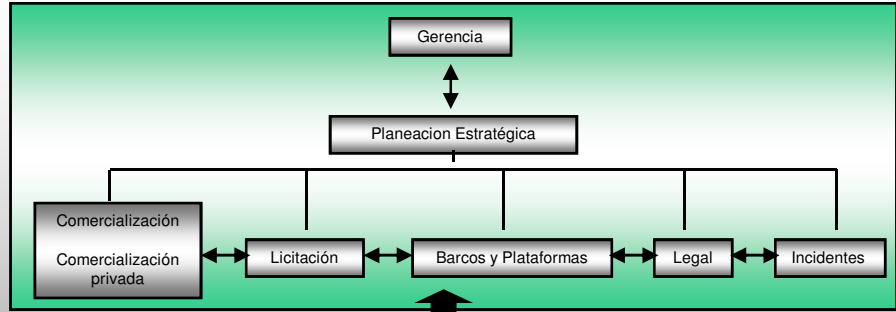 Gerencia
Planeacion Estratégica
Comercialización
Comercialización
privada
Licitación
Barcos y Plataformas
Legal
Incidentes